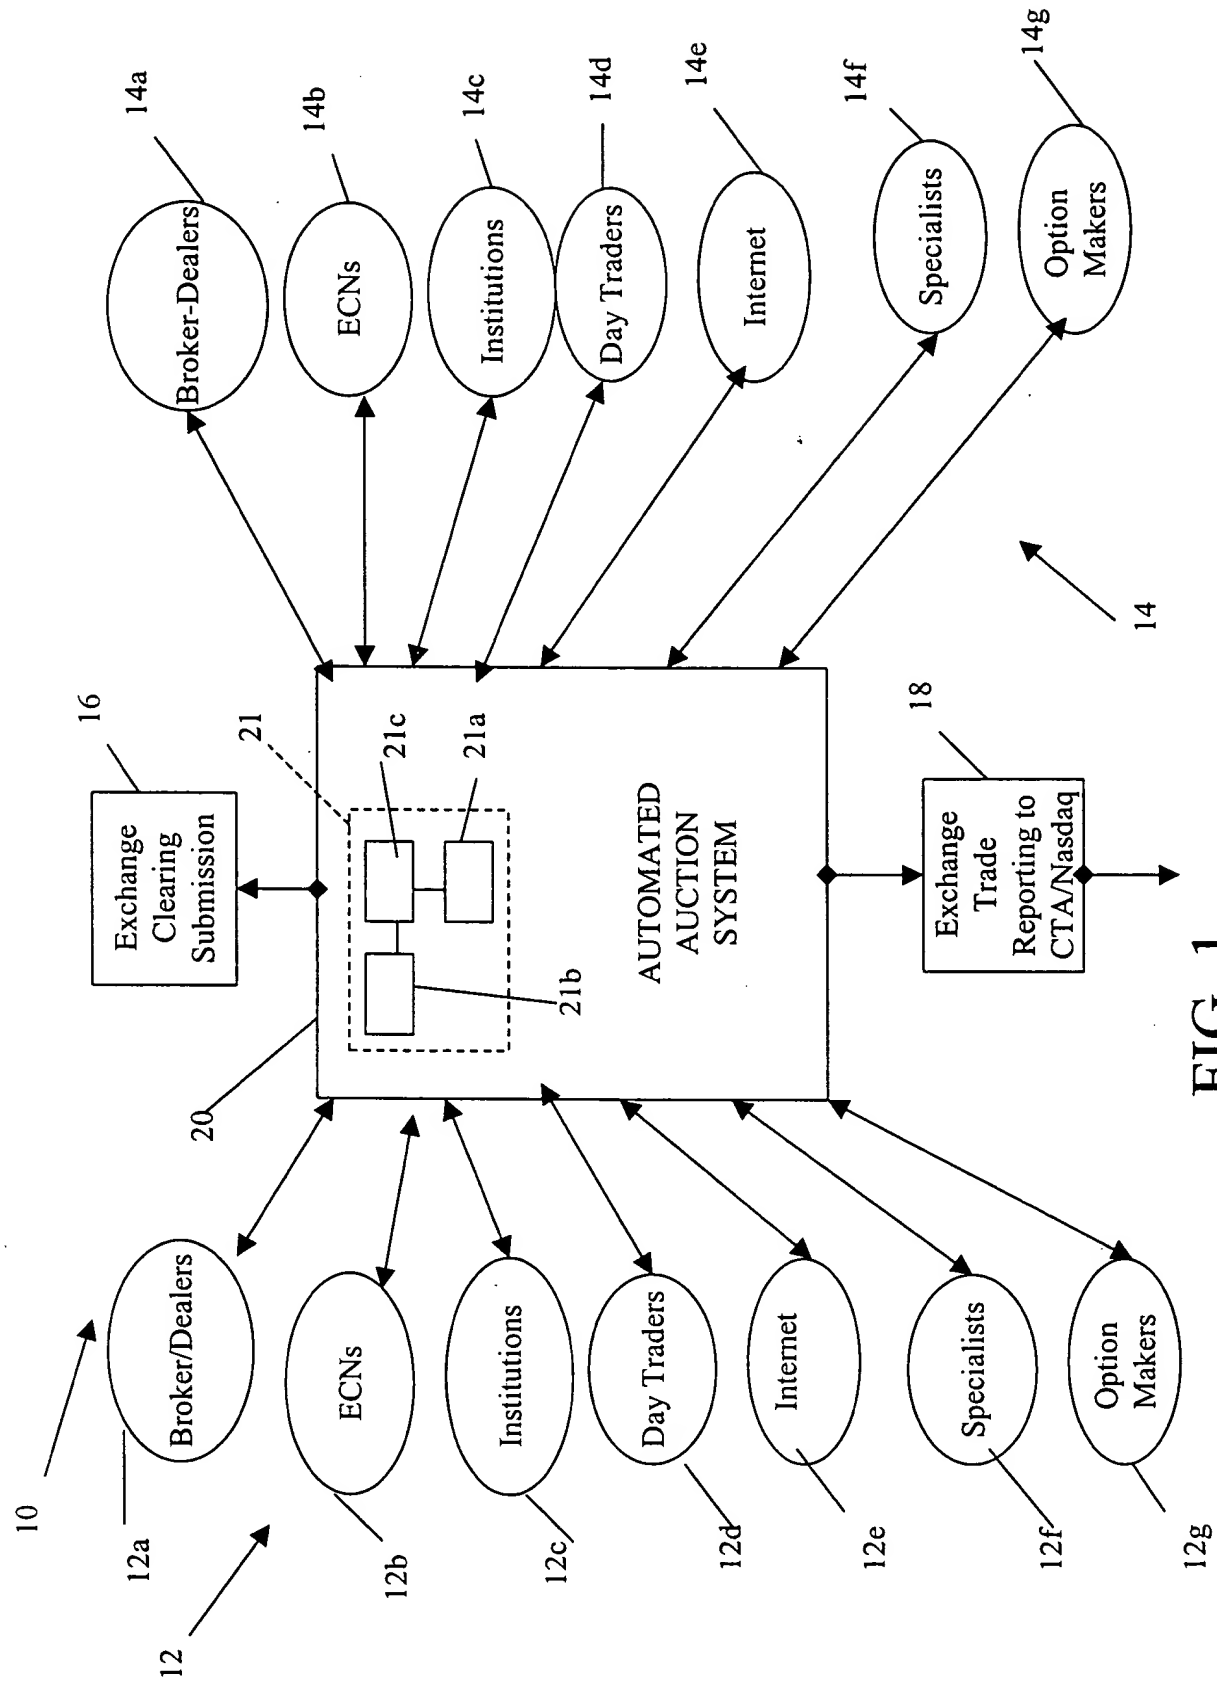 10
12
12a
Broker/Dealers
12b
ECNs
12c
Institutions
12d
Day Traders
12e
Internet
12f
Specialists
12g
Option
Makers
20
16
Exchange
Clearing
Submission
21
21c
21a
21b
AUTOMATED
AUCTION
SYSTEM
18
Exchange
Trade
Reporting to
CTA/Nasdaq
14a
Broker-Dealers
14b
ECNs
14c
Institutions
14d
Day Traders
14e
Internet
14f
Specialists
14g
Option
Makers
14
FIG. 1